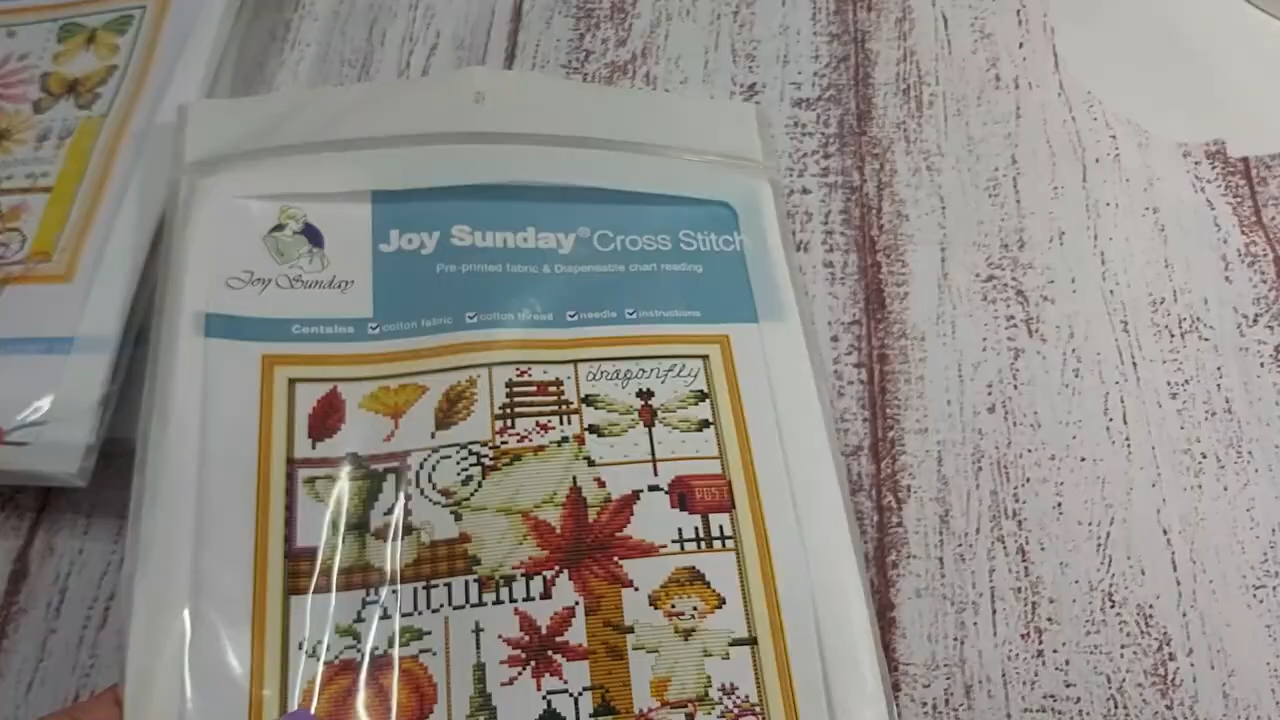 Joy Sunday® Cross Stitch
Pre-printed fabric & Dispensable chart reading
Joy Sunday
Contains cotton fabric cotton thread needle instructions
dragonfly
POST
Autumn